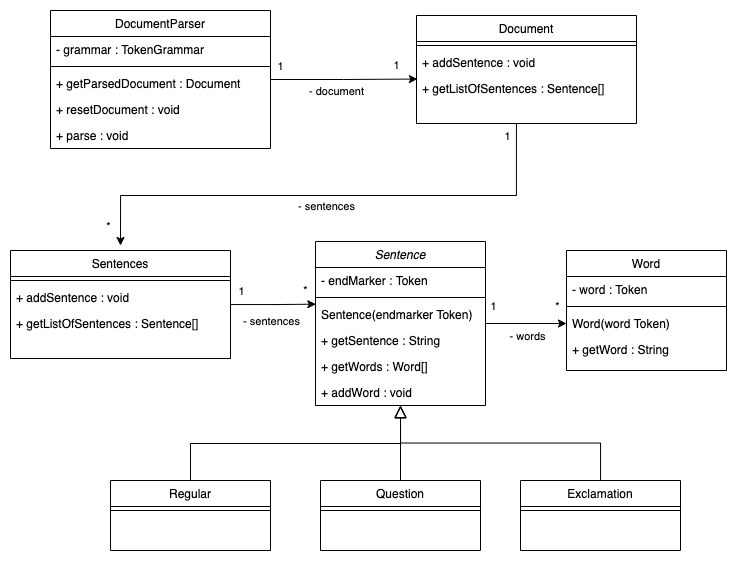 DocumentParser
- grammar : TokenGrammar
+ getParsedDocument : Document
+ resetDocument : void
+ parse : void
1
1
- document
Document
+ addSentence : void
+ getListOfSentences : Sentence[]
1
- sentences
*
Sentences
+ addSentence : void
+ getListOfSentences : Sentence[]
1
*
- sentences
Sentence
- endMarker : Token
Sentence(endmarker Token)
+ getSentence : String
+ getWords : Word[]
+ addWord : void
1
*
- words
Word
- word : Token
Word(word Token)
+ getWord : String
Regular
Question
Exclamation